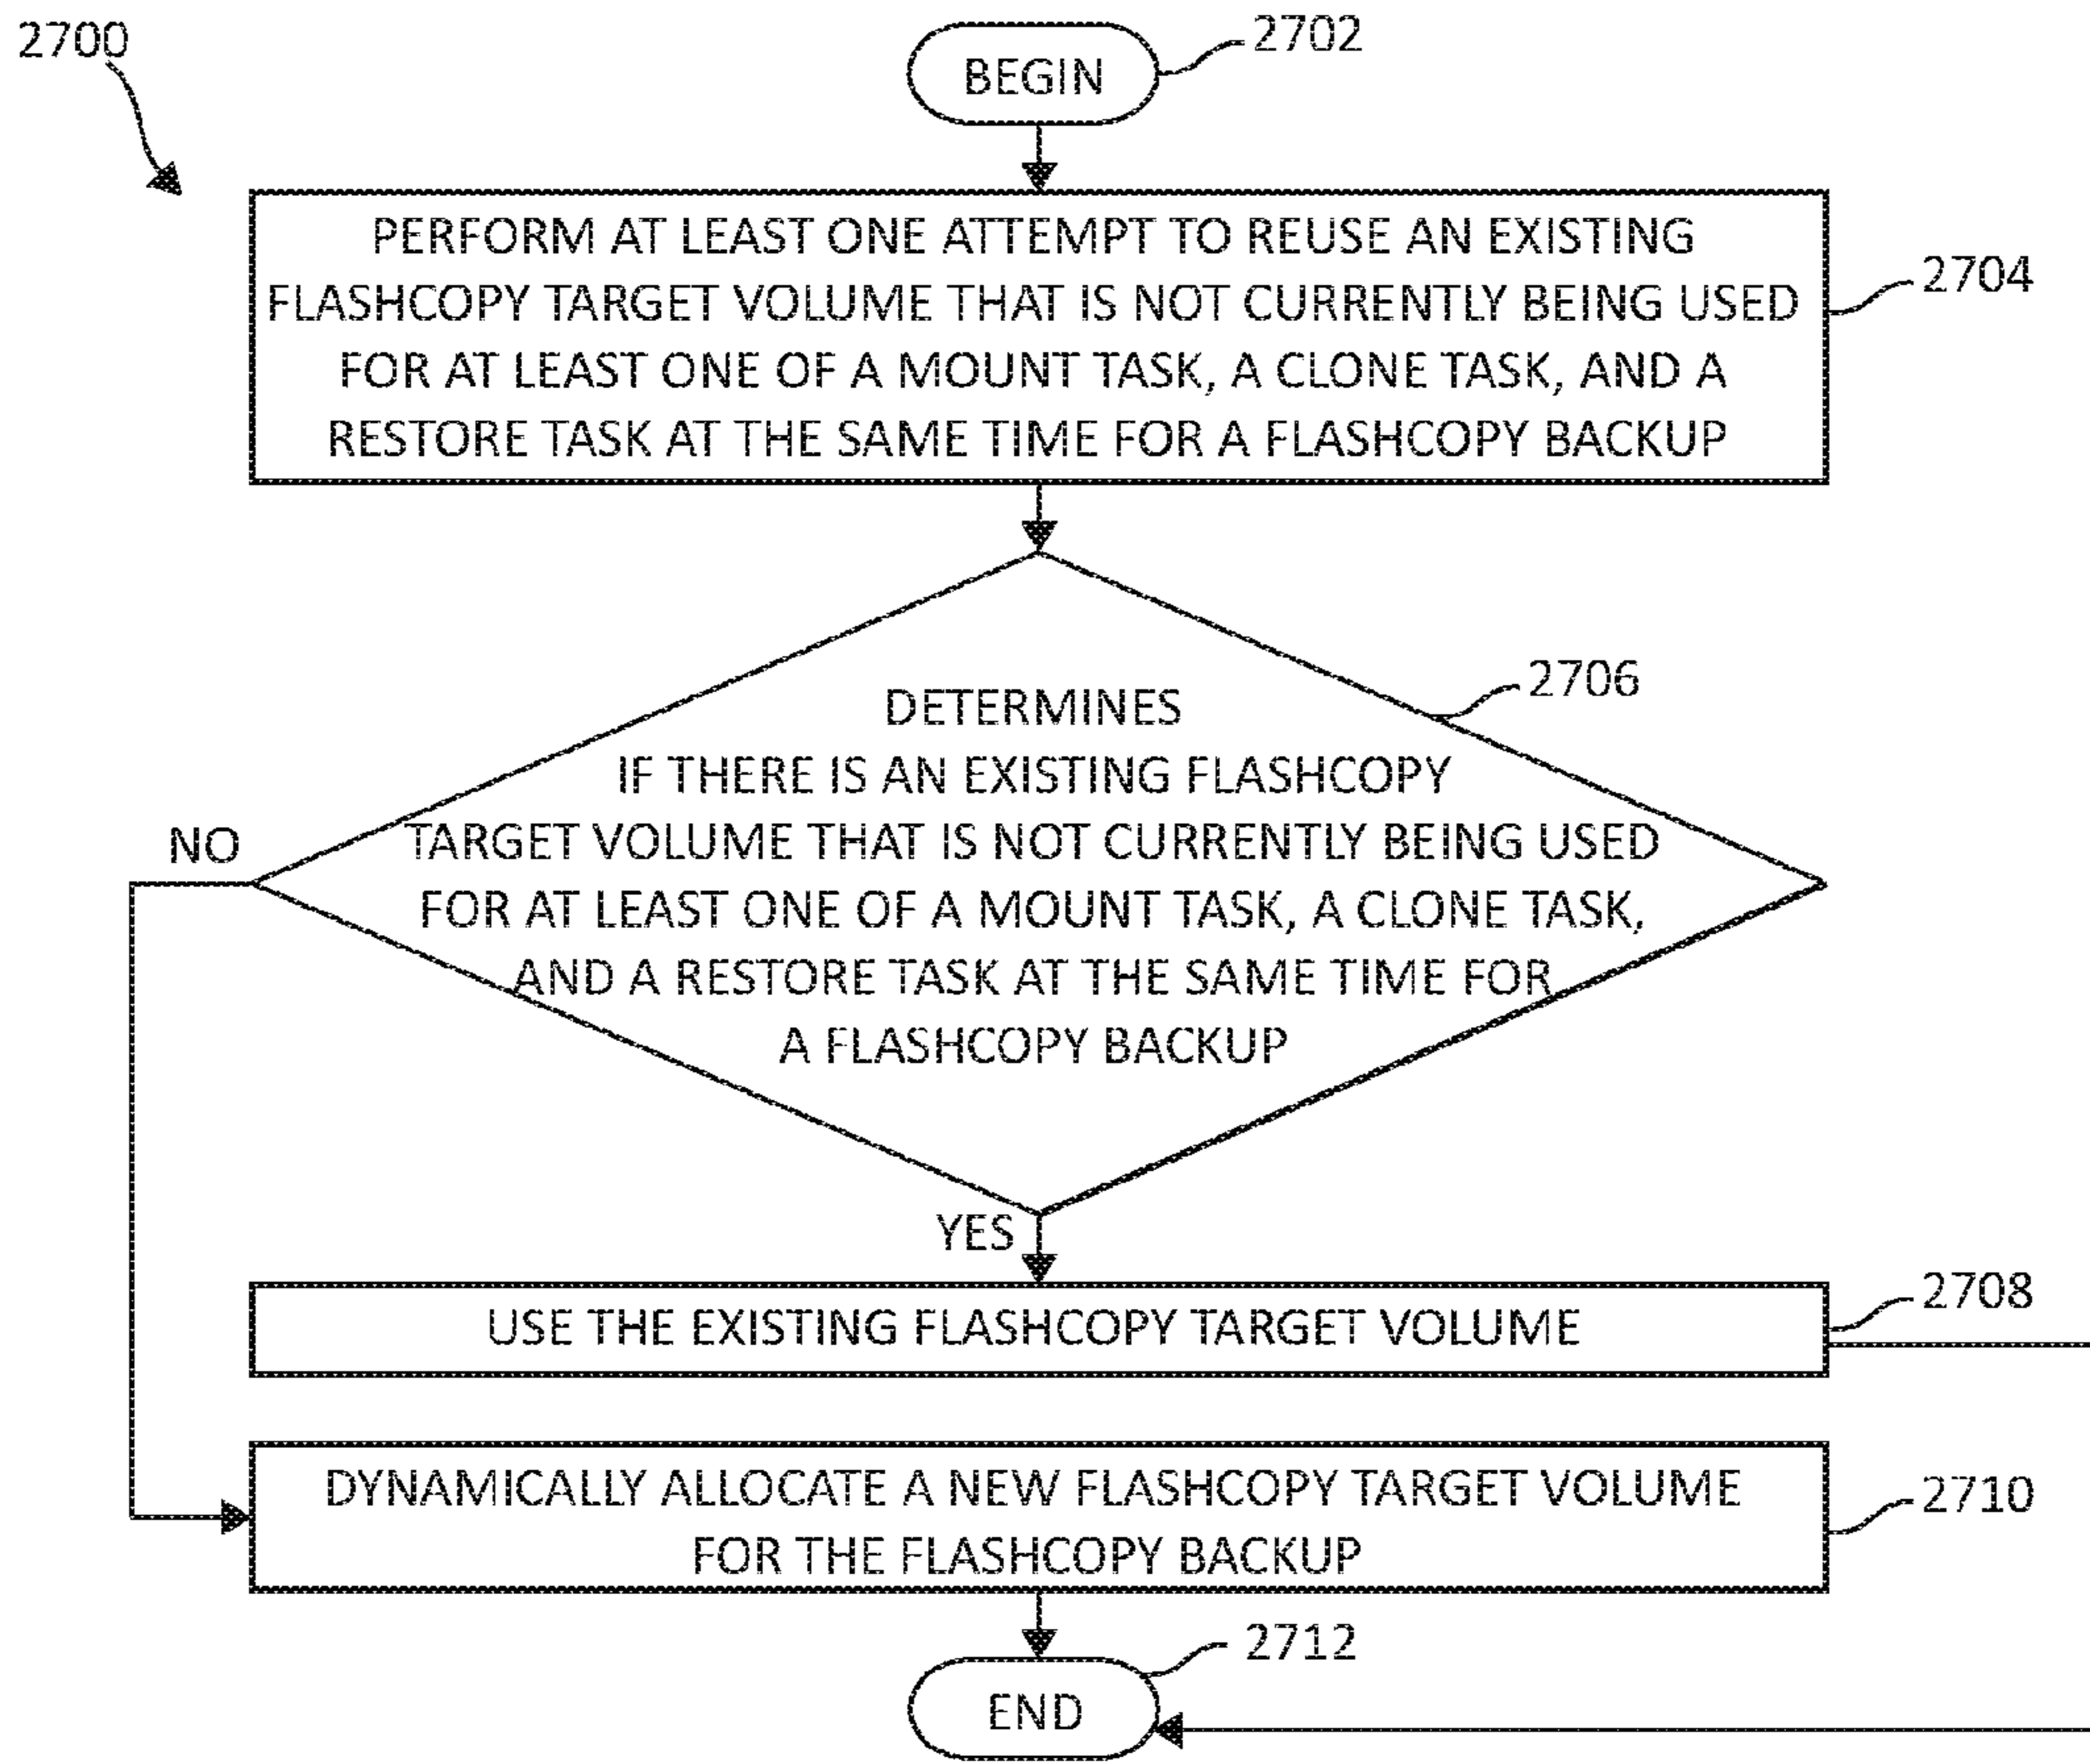 2700
BEGIN
2702
PERFORM AT LEAST ONE ATTEMPT TO REUSE AN EXISTING
FLASHCOPY TARGET VOLUME THAT IS NOT CURRENTLY BEING USED
FOR AT LEAST ONE OF A MOUNT TASK, A CLONE TASK, AND A
RESTORE TASK AT THE SAME TIME FOR A FLASHCOPY BACKUP
2704
DETERMINES
IF THERE IS AN EXISTING FLASHCOPY
TARGET VOLUME THAT IS NOT CURRENTLY BEING USED
FOR AT LEAST ONE OF A MOUNT TASK, A CLONE TASK,
AND A RESTORE TASK AT THE SAME TIME FOR
A FLASHCOPY BACKUP
2706
NO
YES
USE THE EXISTING FLASHCOPY TARGET VOLUME
2708
DYNAMICALLY ALLOCATE A NEW FLASHCOPY TARGET VOLUME
FOR THE FLASHCOPY BACKUP
2710
END
2712